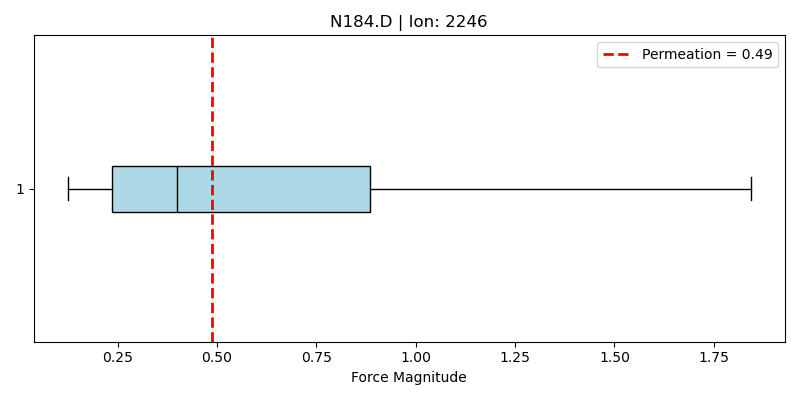 N184.D | Ion: 2246
Permeation = 0.49
1
0.25 0.50 0.75 1.00 1.25 1.50 1.75
Force Magnitude